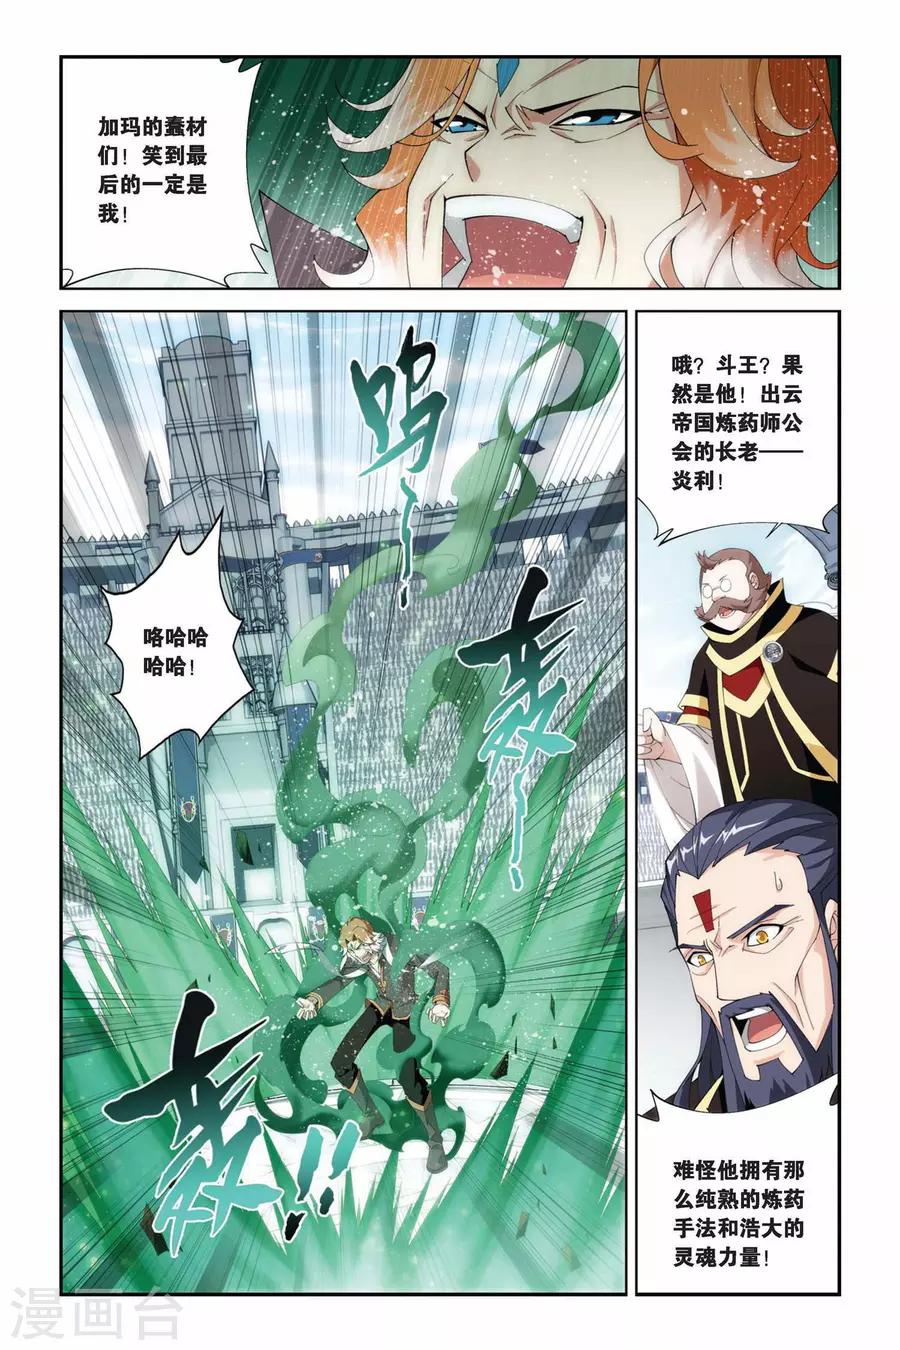 加玛的蠢材
们！笑到最
后的一定是
我！
呜
咯哈哈
哈哈！
轰
轰!!
哦？斗王？果
然是他！出云
帝国炼药师公
会的长老——
炎利！
难怪他拥有那
么纯熟的炼药
手法和浩大的
灵魂力量！
漫画台